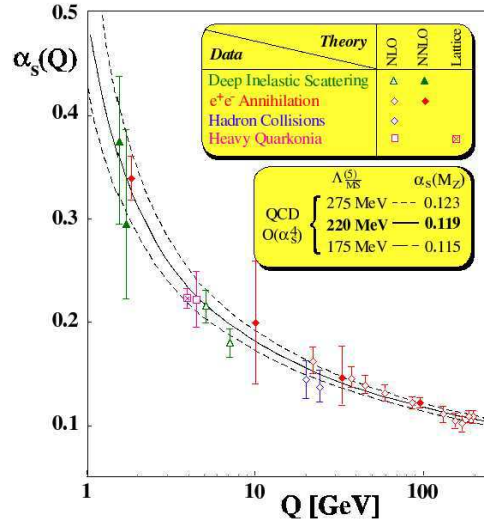 0.5
αs(Q)
Theory
Data
NLO
NNLO
Lattice
Deep Inelastic Scattering
e+e- Annihilation
Hadron Collisions
Heavy Quarkonia
0.4
Λ(5)MS αs(MZ)
QCD O(αs4)
275 MeV 0.123
220 MeV 0.119
175 MeV 0.115
0.3
0.2
0.1
1 10 100
Q [GeV]